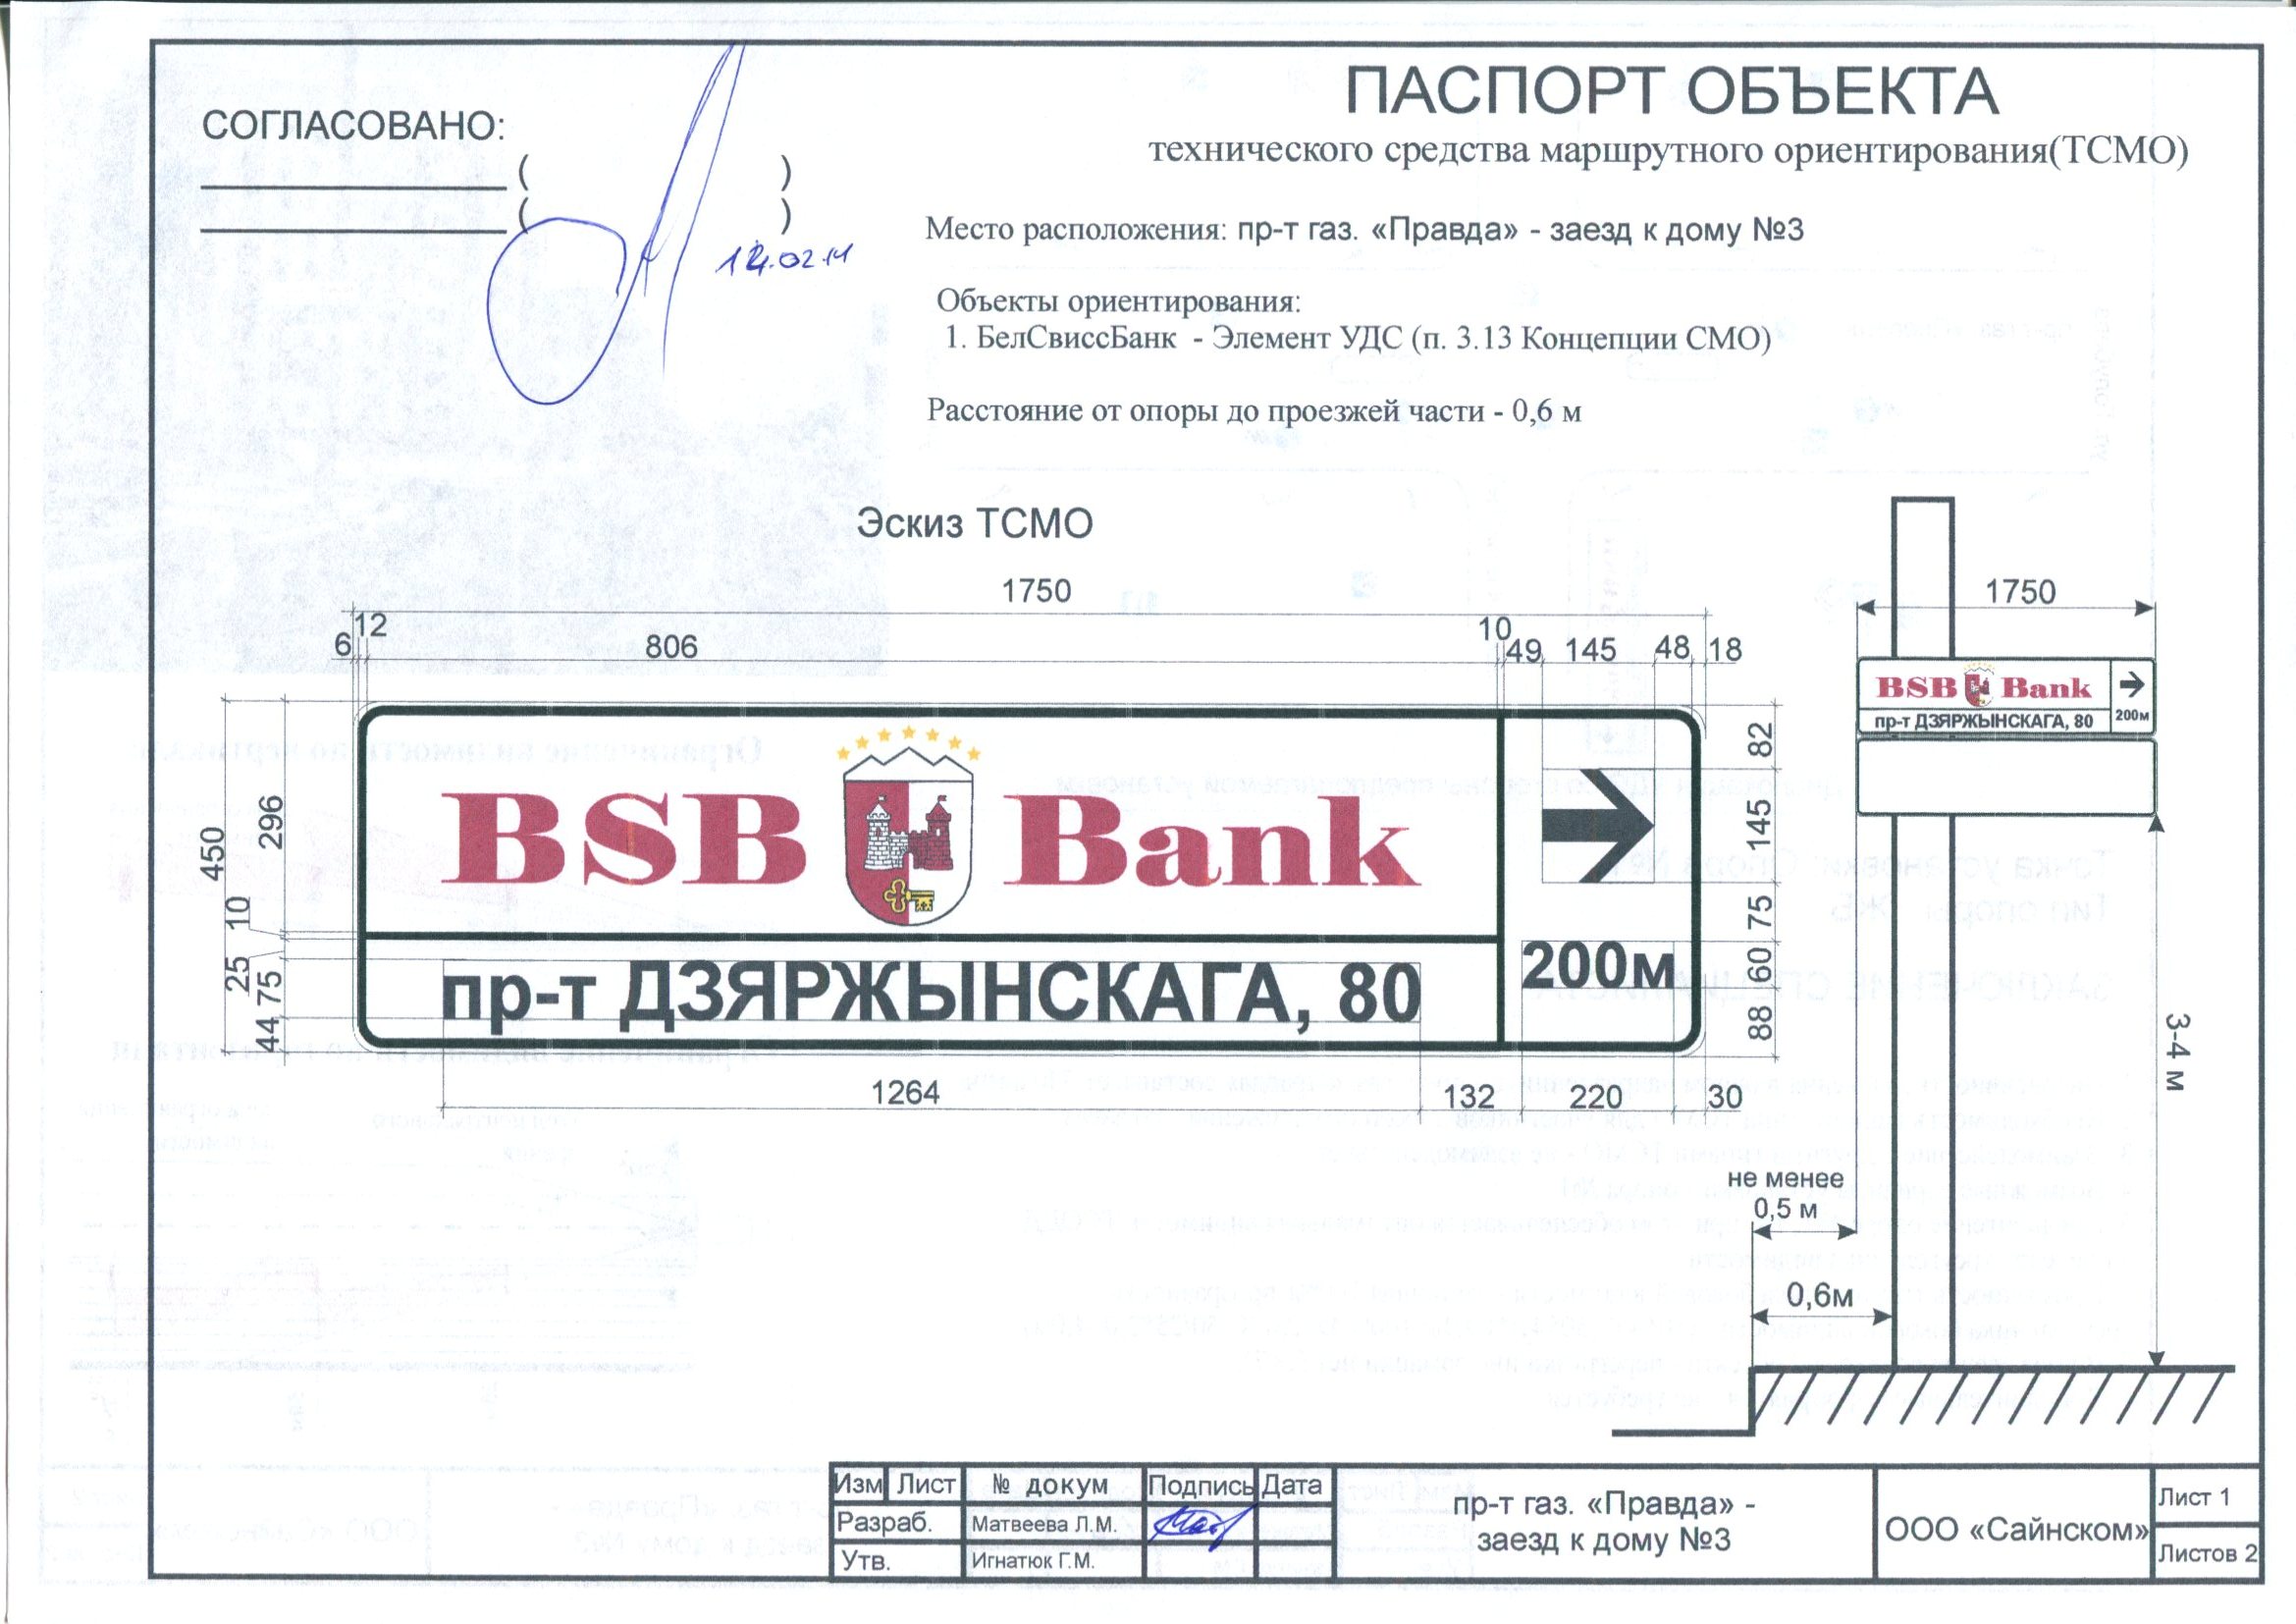 ПАСПОРТ ОБЪЕКТА
технического средства маршрутного ориентирования(ТСМО)
СОГЛАСОВАНО:
( )
( )
Место расположения: пр-т газ. «Правда» - заезд к дому №3
Объекты ориентирования:
1. БелСвиссБанк - Элемент УДС (п. 3.13 Концепции СМО)
Расстояние от опоры до проезжей части - 0,6 м
Эскиз ТСМО
1750
6 12 806 10 49 145 48 18
450 296 10 25 75 44
BSB Bank
пр-т ДЗЯРЖЫНСКАГА, 80
200м
82 145 75 60 88
1264 132 220 30
1750
BSB Bank
пр-т ДЗЯРЖЫНСКАГА, 80
200м
3-4 м
не менее
0,5 м
0,6м
Изм Лист № докум Подпись Дата
Разраб. Матвеева Л.М.
Утв. Игнатюк Г.М.
пр-т газ. «Правда» -
заезд к дому №3
ООО «Сайнском»
Лист 1
Листов 2